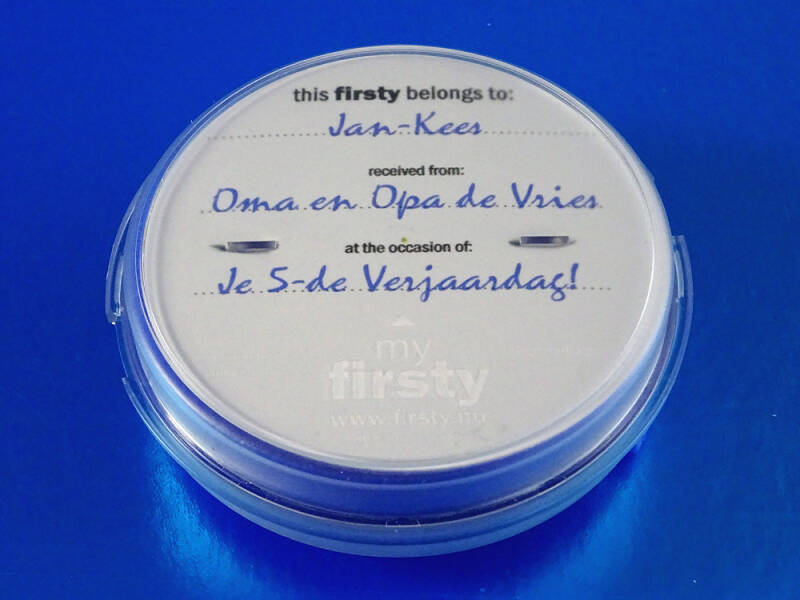 this firsty belongs to:
Jan-Kees
received from:
Oma en Opa de Vries
at the occasion of:
Je 5-de Verjaardag!
my
firsty
www.firsty.nu